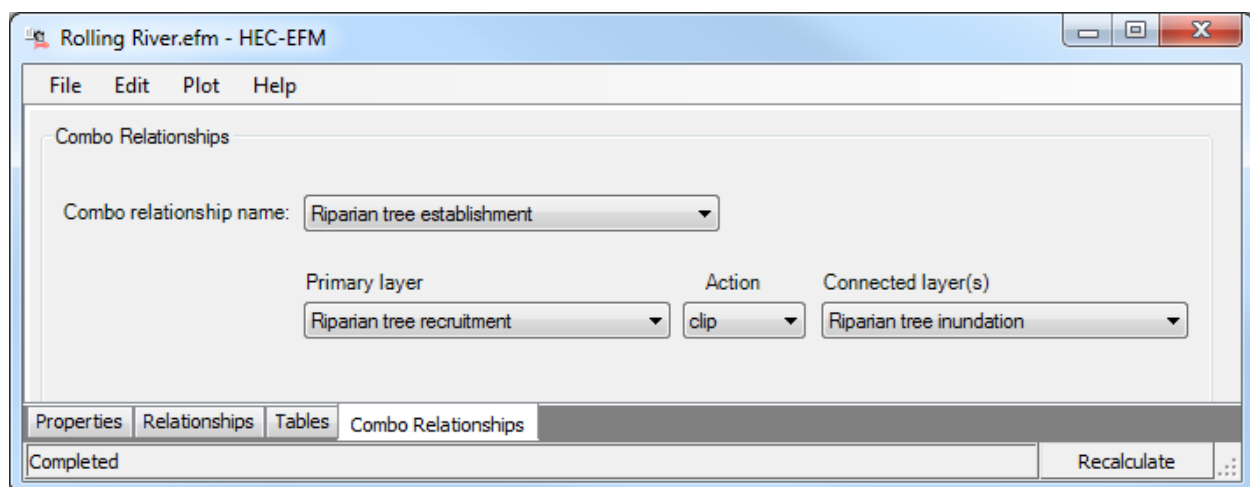 Rolling River.efm - HEC-EFM
File Edit Plot Help
Combo Relationships
Combo relationship name: Riparian tree establishment
Primary layer Action Connected layer(s)
Riparian tree recruitment clip Riparian tree inundation
Properties Relationships Tables Combo Relationships
Completed Recalculate